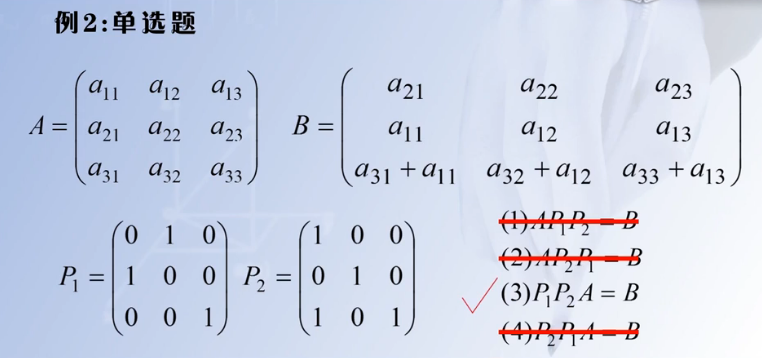 例2:单选题
A = \begin{pmatrix} a_{11} & a_{12} & a_{13} \\ a_{21} & a_{22} & a_{23} \\ a_{31} & a_{32} & a_{33} \end{pmatrix} B = \begin{pmatrix} a_{21} & a_{22} & a_{23} \\ a_{11} & a_{12} & a_{13} \\ a_{31}+a_{11} & a_{32}+a_{12} & a_{33}+a_{13} \end{pmatrix}
P_1 = \begin{pmatrix} 0 & 1 & 0 \\ 1 & 0 & 0 \\ 0 & 0 & 1 \end{pmatrix} P_2 = \begin{pmatrix} 1 & 0 & 0 \\ 0 & 1 & 0 \\ 1 & 0 & 1 \end{pmatrix}
(1)AP_1P_2 = B
(2)AP_2P_1 = B
(3)P_1P_2A = B
(4)P_2P_1A = B